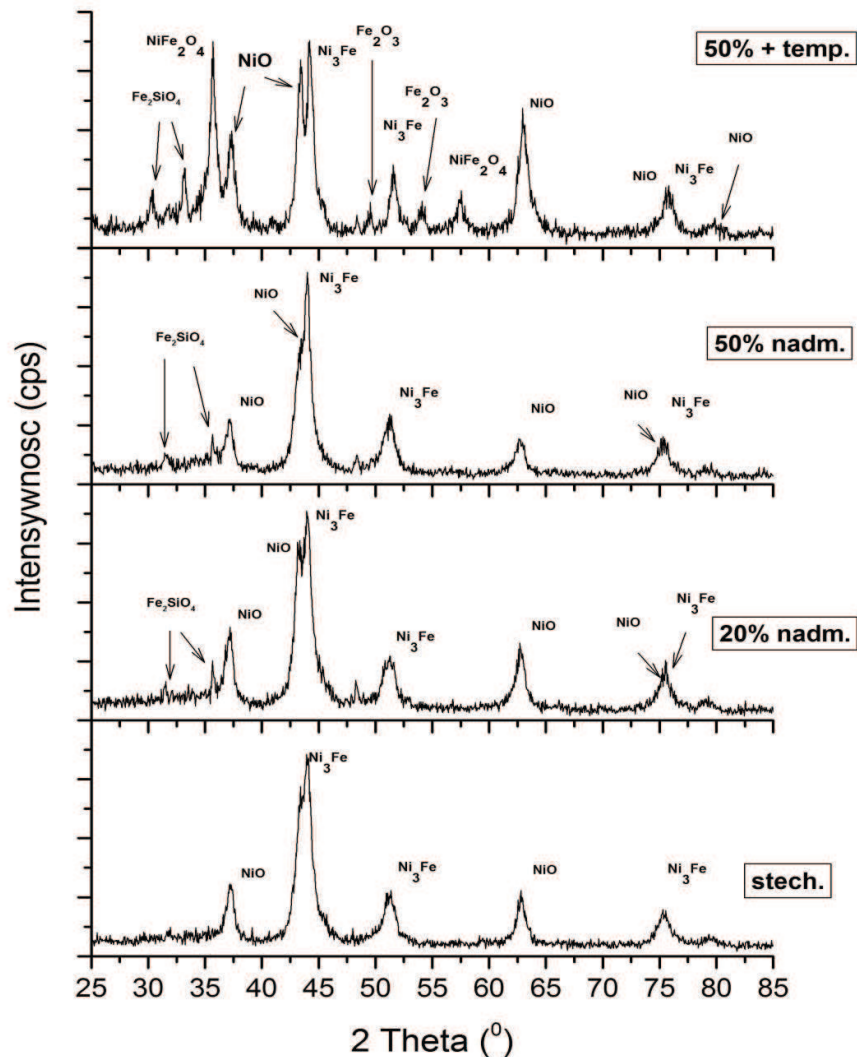 Intensywnosc (cps)
50% + temp.
Fe₂SiO₄
NiFe₂O₄
NiO
Ni₃Fe
Fe₂O₃
Ni₃Fe
Fe₂O₃
NiFe₂O₄
NiO
NiO
Ni₃Fe
NiO
50% nadm.
Fe₂SiO₄
NiO
NiO
Ni₃Fe
Ni₃Fe
NiO
NiO
Ni₃Fe
20% nadm.
Fe₂SiO₄
NiO
NiO
Ni₃Fe
Ni₃Fe
NiO
NiO
Ni₃Fe
stech.
NiO
Ni₃Fe
Ni₃Fe
NiO
Ni₃Fe
25 30 35 40 45 50 55 60 65 70 75 80 85
2 Theta (⁰)